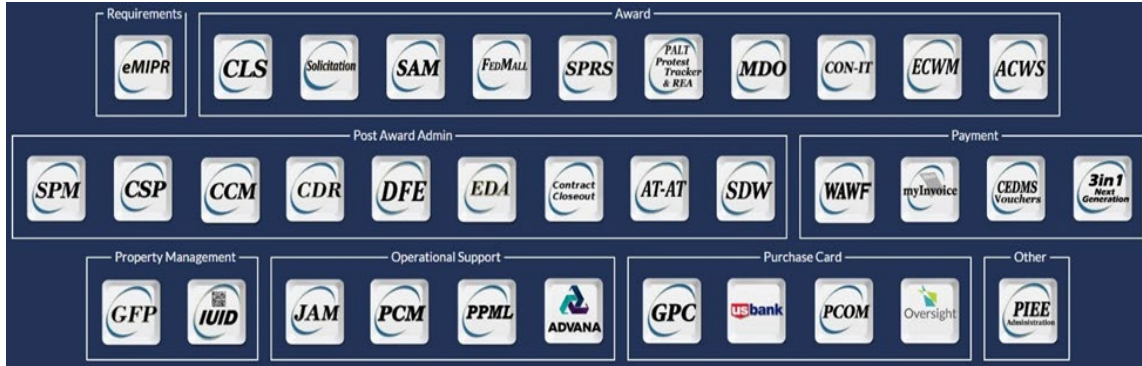 Requirements
Award
eMIPR
CLS
Solicitation
SAM
FEDMALL
SPRS
PALT
Protest
Tracker
& REA
MDO
CON-IT
ECWM
ACWS
Post Award Admin
Payment
SPM
CSP
CCM
CDR
DFE
EDA
Contract
Closeout
AT-AT
SDW
WAWF
myInvoice
CEDMS
Vouchers
3in1
Next
Generation
Property Management
Operational Support
Purchase Card
Other
GFP
IUID
JAM
PCM
PPML
ADVANA
GPC
usbank
PCOM
Oversight
PIEE
Administration